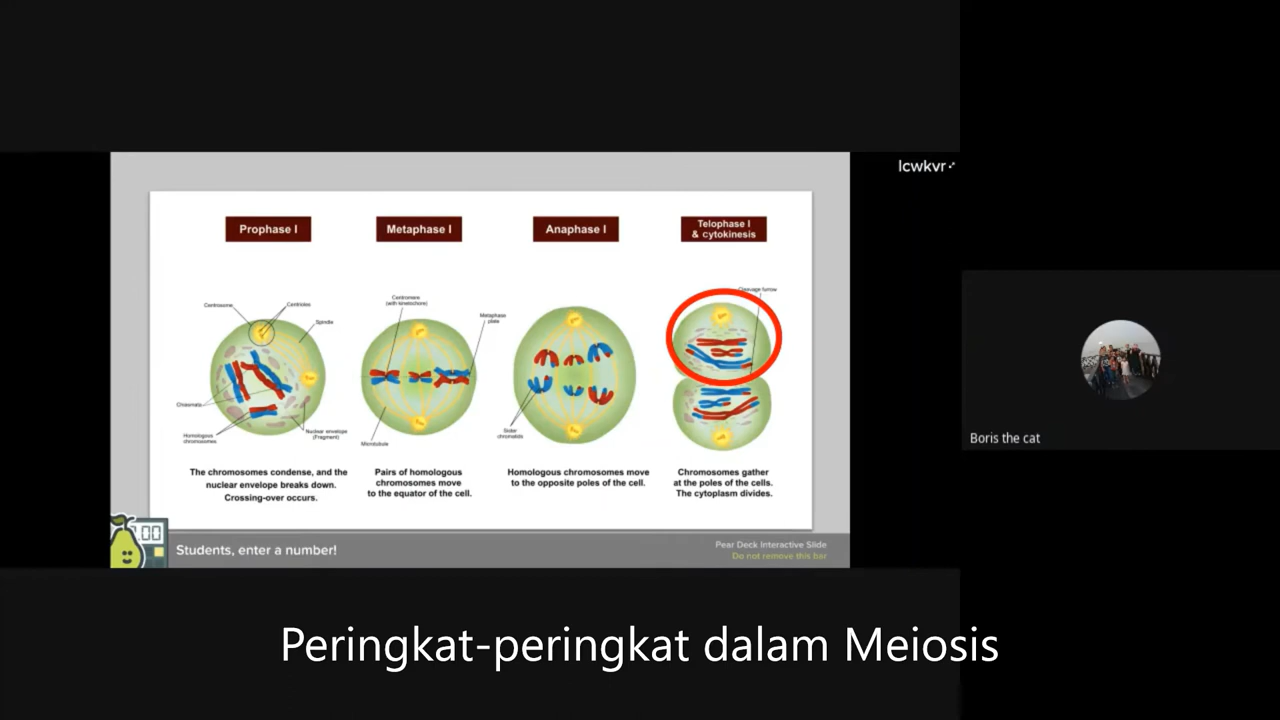 lcwkvr
Prophase I
Metaphase I
Anaphase I
Telophase I
& cytokinesis
Centrosome
Centrioles
Spindle
Chiasmata
Homologous
chromosomes
Nuclear envelope
(Fragment)
Centromere
(with kinetochore)
Metaphase
plate
Microtubule
Sister
chromatids
Cleavage furrow
The chromosomes condense, and the
nuclear envelope breaks down.
Crossing-over occurs.
Pairs of homologous
chromosomes move
to the equator of the cell.
Homologous chromosomes move
to the opposite poles of the cell.
Chromosomes gather
at the poles of the cells.
The cytoplasm divides.
.00
Students, enter a number!
Pear Deck Interactive Slide
Do not remove this bar
Boris the cat
Peringkat-peringkat dalam Meiosis